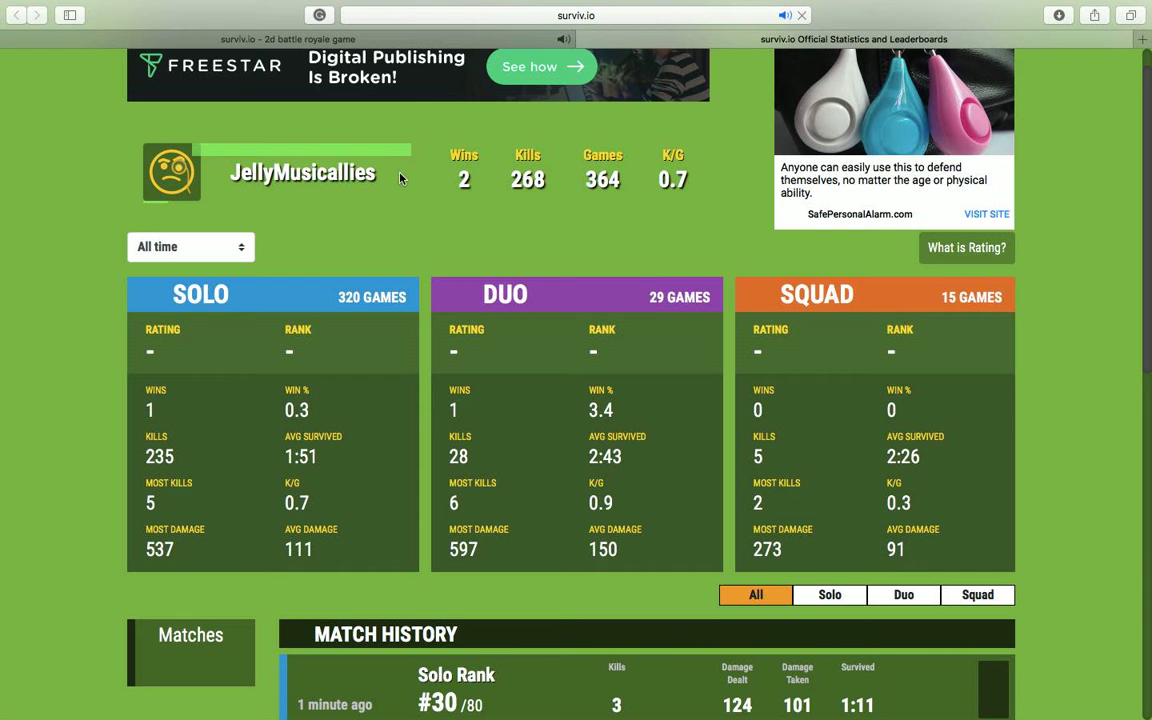 surviv.io
surviv.io - 2d battle royale game
surviv.io Official Statistics and Leaderboards
FREESTAR
Digital Publishing
Is Broken!
See how →
Anyone can easily use this to defend
themselves, no matter the age or physical
ability.
SafePersonalAlarm.com
VISIT SITE
JellyMusicallies
Wins Kills Games K/G
2 268 364 0.7
All time
What is Rating?
SOLO 320 GAMES
RATING RANK
- -
WINS WIN %
1 0.3
KILLS AVG SURVIVED
235 1:51
MOST KILLS K/G
5 0.7
MOST DAMAGE AVG DAMAGE
537 111
DUO 29 GAMES
RATING RANK
- -
WINS WIN %
1 3.4
KILLS AVG SURVIVED
28 2:43
MOST KILLS K/G
6 0.9
MOST DAMAGE AVG DAMAGE
597 150
SQUAD 15 GAMES
RATING RANK
- -
WINS WIN %
0 0
KILLS AVG SURVIVED
5 2:26
MOST KILLS K/G
2 0.3
MOST DAMAGE AVG DAMAGE
273 91
All Solo Duo Squad
Matches
MATCH HISTORY
1 minute ago
Solo Rank
#30 /80
Kills
3
Damage
Dealt
124
Damage
Taken
101
Survived
1:11